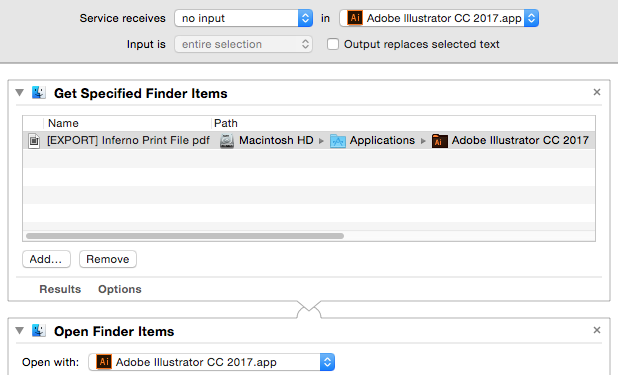 Service receives no input in Adobe Illustrator CC 2017.app
Input is entire selection Output replaces selected text
Get Specified Finder Items
Name Path
[EXPORT] Inferno Print File pdf Macintosh HD ▸ Applications ▸ Ai Adobe Illustrator CC 2017
Add... Remove
Results Options
Open Finder Items
Open with: Ai Adobe Illustrator CC 2017.app